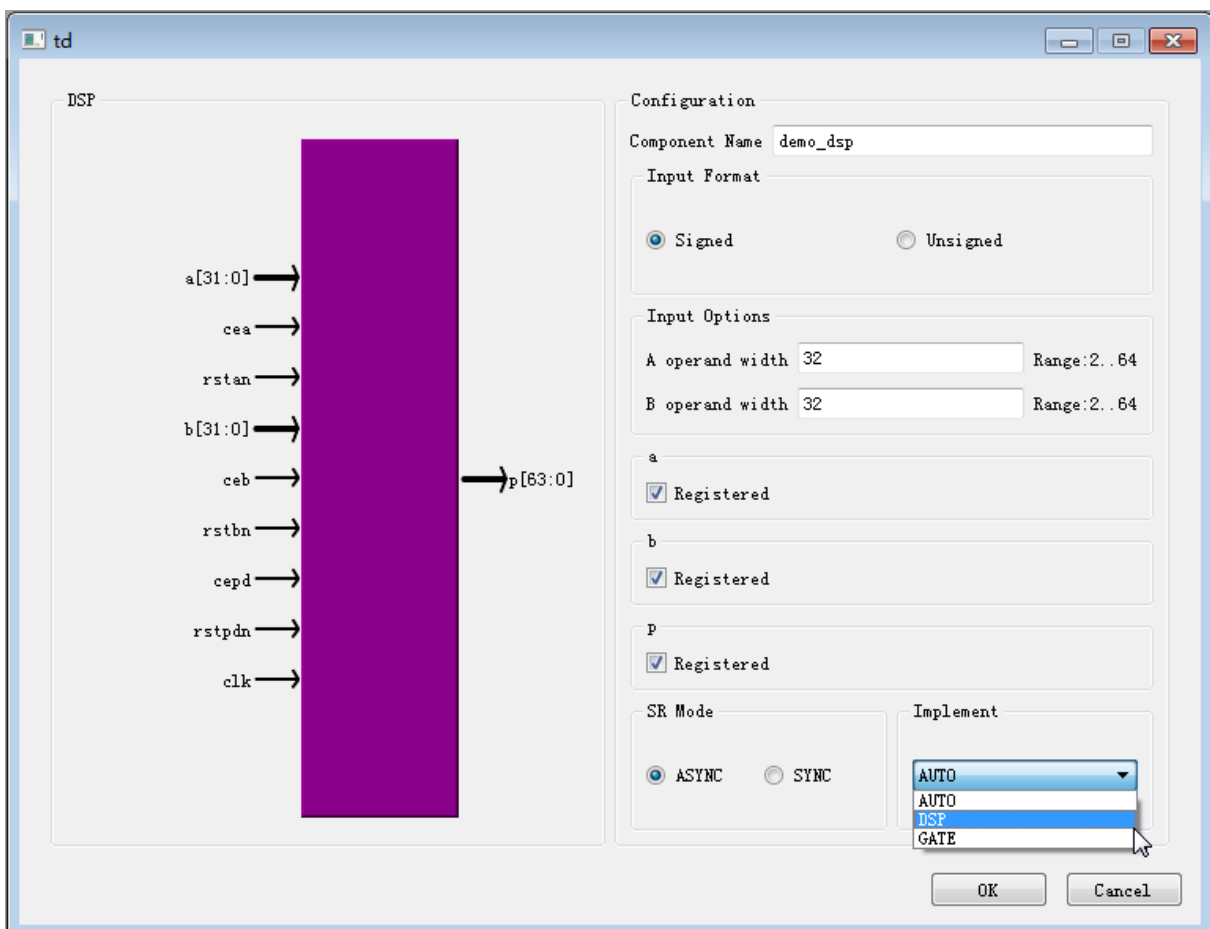 td
DSP
a[31:0]
cea
rstan
b[31:0]
ceb
rstbn
cepd
rstpdn
clk
p[63:0]
Configuration
Component Name demo_dsp
Input Format
Signed Unsigned
Input Options
A operand width 32 Range:2..64
B operand width 32 Range:2..64
a
Registered
b
Registered
p
Registered
SR Mode
ASYNC SYNC
Implement
AUTO
AUTO
DSP
GATE
OK Cancel